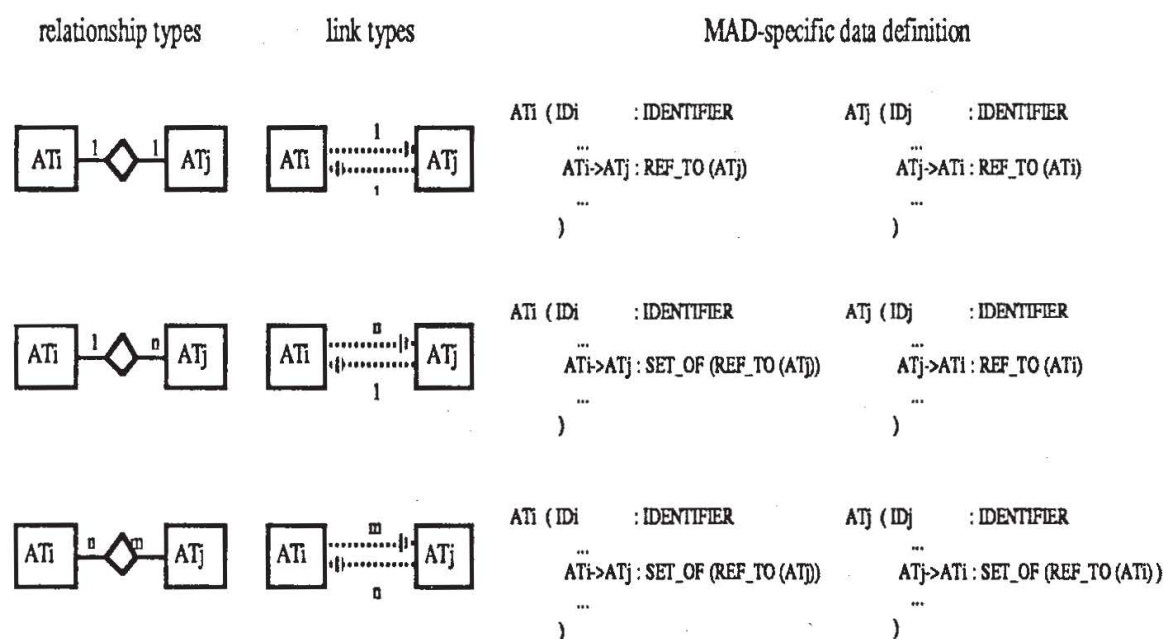 relationship types link types MAD-specific data definition
ATi ( IDi : IDENTIFIER ATj ( IDj : IDENTIFIER
1
... ...
ATi 1 1 ATj ATi ATj ATi->ATj : REF_TO (ATj) ATj->ATi : REF_TO (ATi)
1
... ...
) )
ATi ( IDi : IDENTIFIER ATj ( IDj : IDENTIFIER
n
... ...
ATi 1 n ATj ATi ATj ATi->ATj : SET_OF (REF_TO (ATj)) ATj->ATi : REF_TO (ATi)
1
... ...
) )
ATi ( IDi : IDENTIFIER ATj ( IDj : IDENTIFIER
m
... ...
ATi n m ATj ATi ATj ATi->ATj : SET_OF (REF_TO (ATj)) ATj->ATi : SET_OF (REF_TO (ATi) )
n
... ...
) )